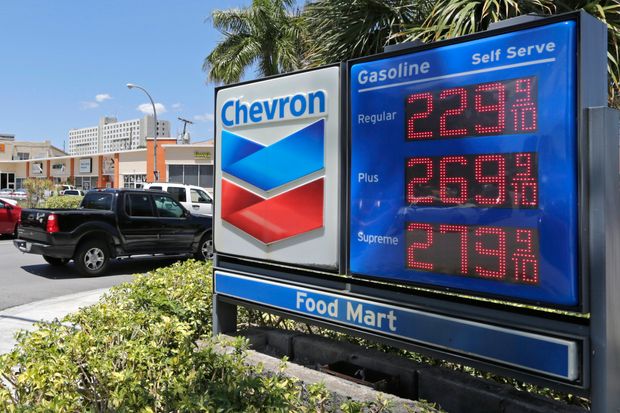 Chevron
Gasoline Self Serve
Regular 229 9/10
Plus 269 9/10
Supreme 279 9/10
Food Mart